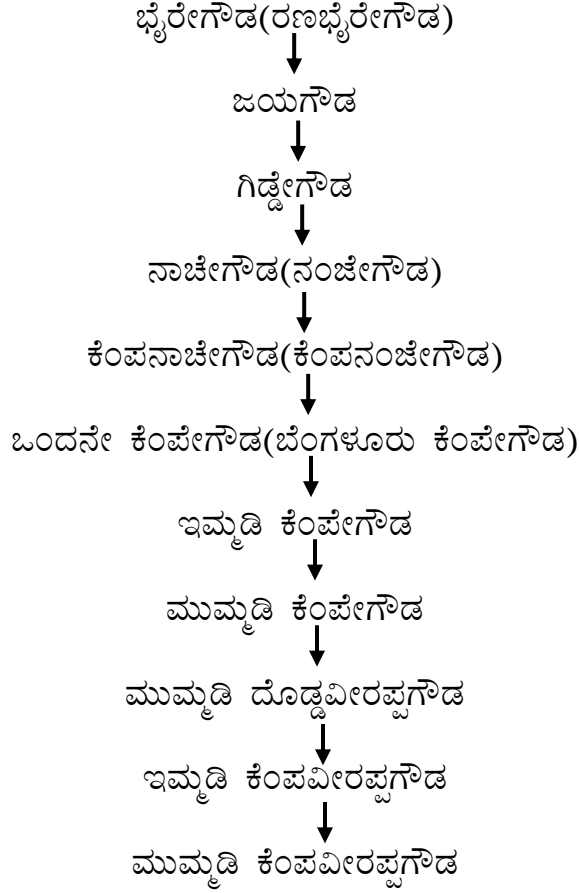 ಭೈರೇಗೌಡ(ರಣಭೈರೇಗೌಡ)
ಜಯಗೌಡ
ಗಿಡ್ಡೇಗೌಡ
ನಾಚೇಗೌಡ(ನಂಜೇಗೌಡ)
ಕೆಂಪನಾಚೇಗೌಡ(ಕೆಂಪನಂಜೇಗೌಡ)
ಒಂದನೇ ಕೆಂಪೇಗೌಡ(ಬೆಂಗಳೂರು ಕೆಂಪೇಗೌಡ)
ಇಮ್ಮಡಿ ಕೆಂಪೇಗೌಡ
ಮುಮ್ಮಡಿ ಕೆಂಪೇಗೌಡ
ಮುಮ್ಮಡಿ ದೊಡ್ಡವೀರಪ್ಪಗೌಡ
ಇಮ್ಮಡಿ ಕೆಂಪವೀರಪ್ಪಗೌಡ
ಮುಮ್ಮಡಿ ಕೆಂಪವೀರಪ್ಪಗೌಡ